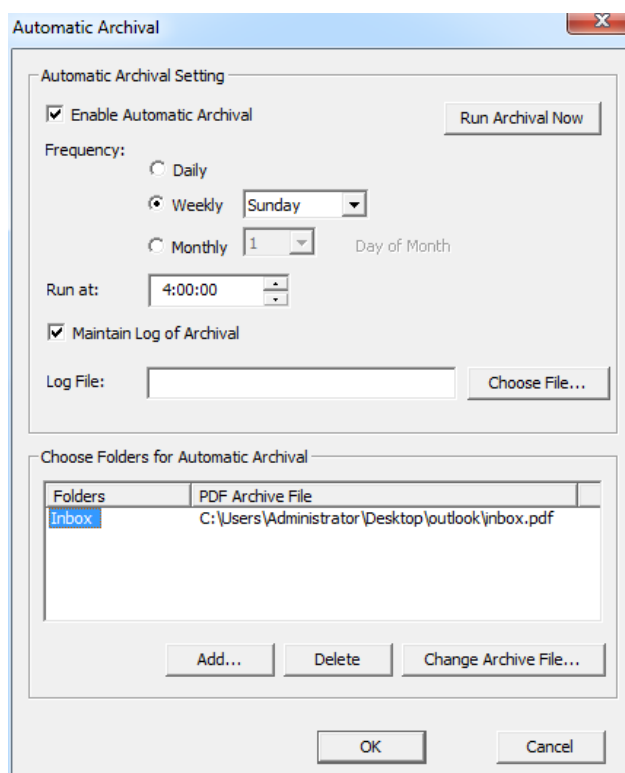 Automatic Archival
Automatic Archival Setting
Enable Automatic Archival
Run Archival Now
Frequency:
Daily
Weekly Sunday
Monthly 1 Day of Month
Run at: 4:00:00
Maintain Log of Archival
Log File: Choose File...
Choose Folders for Automatic Archival
Folders PDF Archive File
Inbox C:\Users\Administrator\Desktop\outlook\inbox.pdf
Add... Delete Change Archive File...
OK Cancel